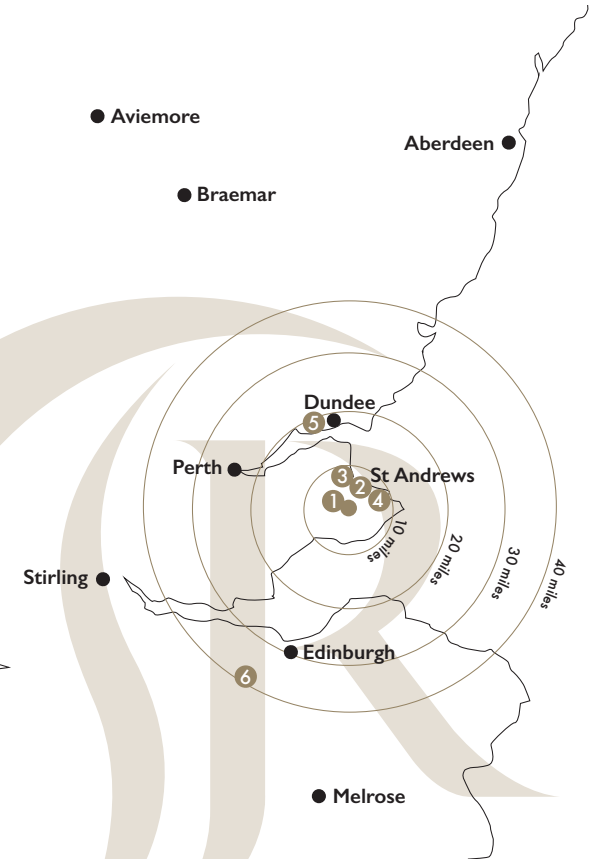 Aviemore
Aberdeen
Braemar
Dundee
5
Perth
3
St Andrews
2
1
4
10 miles
20 miles
30 miles
40 miles
Stirling
Edinburgh
6
Melrose